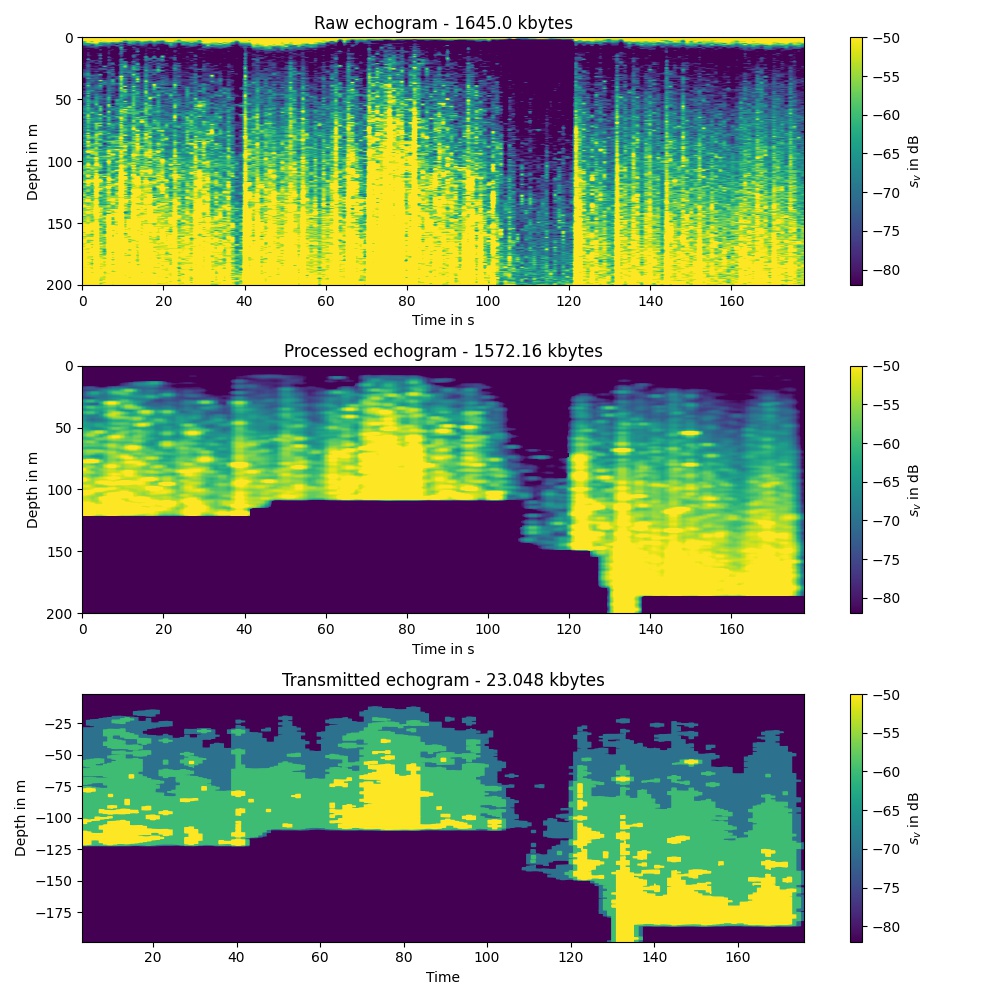 Raw echogram - 1645.0 kbytes
0
50
100
150
200
Depth in m
0 20 40 60 80 100 120 140 160
Time in s
−50
−55
−60
−65
−70
−75
−80
sv in dB
Processed echogram - 1572.16 kbytes
0
50
100
150
200
Depth in m
0 20 40 60 80 100 120 140 160
Time in s
−50
−55
−60
−65
−70
−75
−80
sv in dB
Transmitted echogram - 23.048 kbytes
−25
−50
−75
−100
−125
−150
−175
Depth in m
20 40 60 80 100 120 140 160
Time
−50
−55
−60
−65
−70
−75
−80
sv in dB